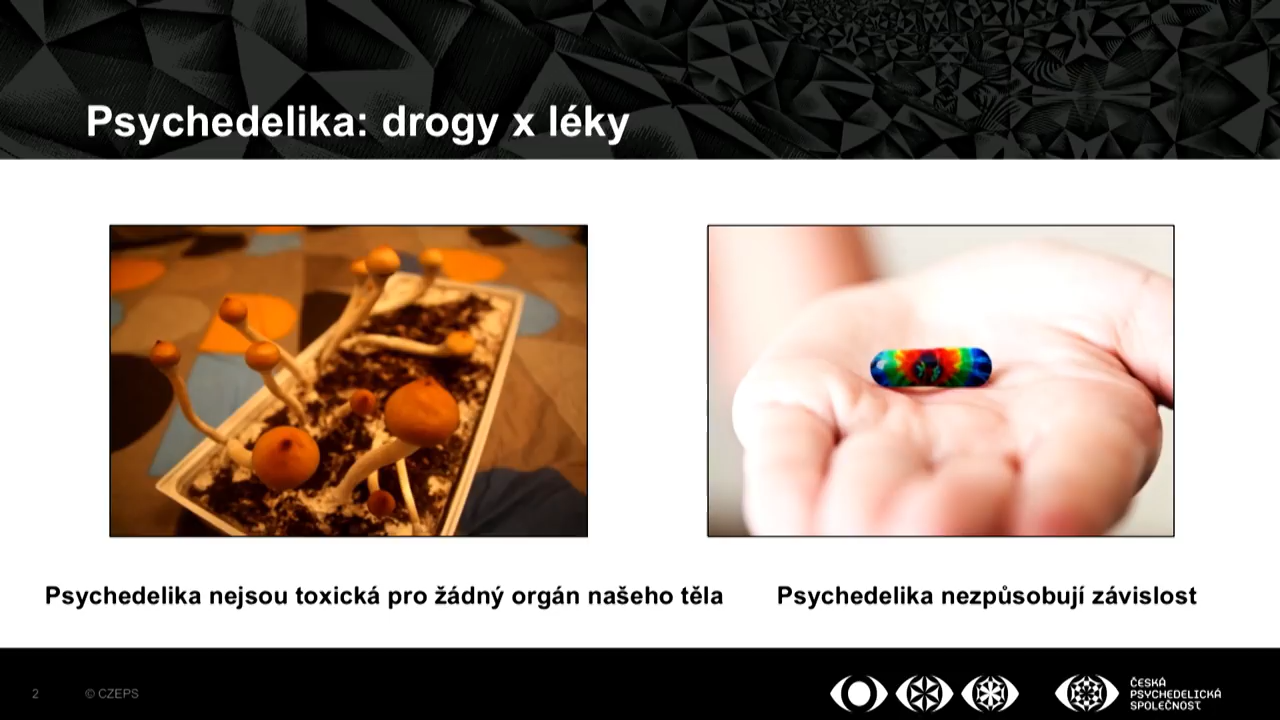 Psychedelika: drogy x léky
Psychedelika nejsou toxická pro žádný orgán našeho těla
Psychedelika nezpůsobují závislost
2
© CZEPS
ČESKÁ
PSYCHEDELICKÁ
SPOLEČNOST